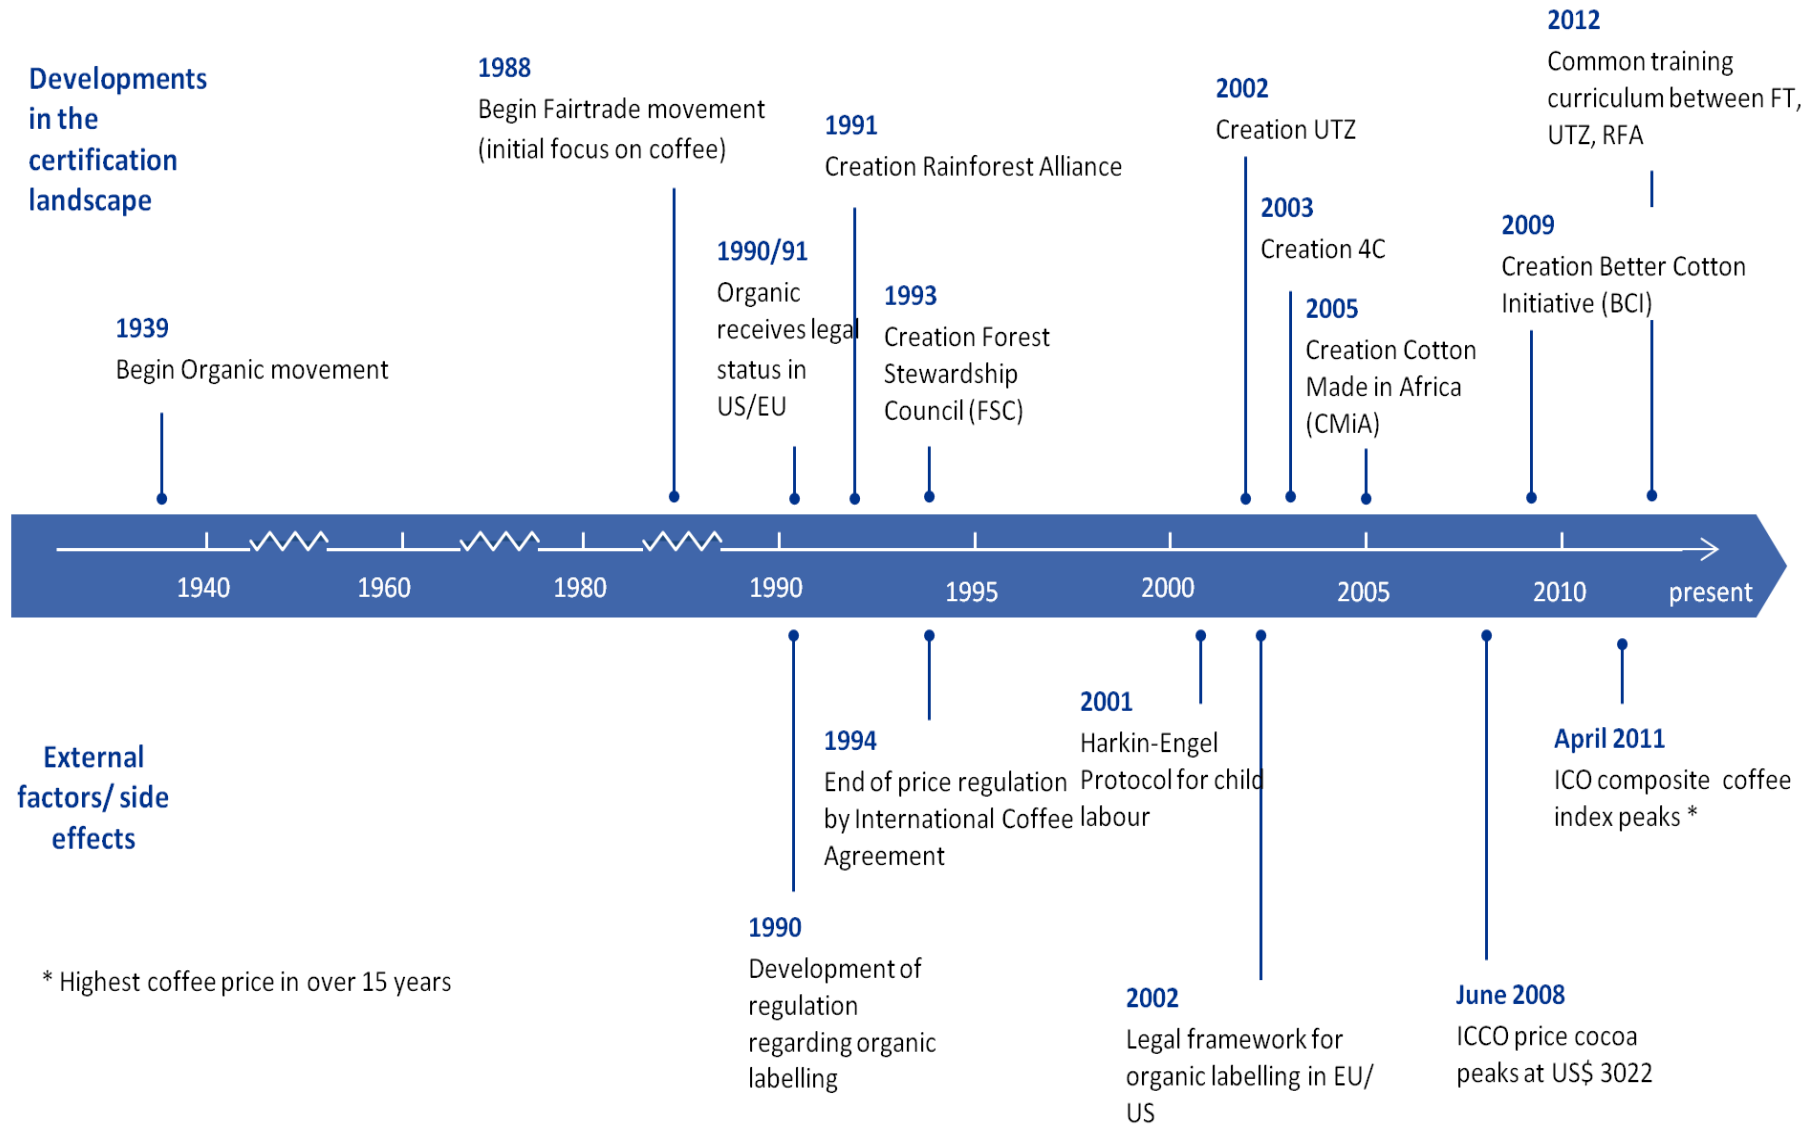 Developments
in the
certification
landscape
1939
Begin Organic movement
1988
Begin Fairtrade movement
(initial focus on coffee)
1990/91
Organic
receives legal
status in
US/EU
1991
Creation Rainforest Alliance
1993
Creation Forest
Stewardship
Council (FSC)
2002
Creation UTZ
2003
Creation 4C
2005
Creation Cotton
Made in Africa
(CMiA)
2009
Creation Better Cotton
Initiative (BCI)
2012
Common training
curriculum between FT,
UTZ, RFA
1940 1960 1980 1990 1995 2000 2005 2010 present
External
factors/ side
effects
1990
Development of
regulation
regarding organic
labelling
1994
End of price regulation
by International Coffee
Agreement
2001
Harkin-Engel
Protocol for child
labour
2002
Legal framework for
organic labelling in EU/
US
June 2008
ICCO price cocoa
peaks at US$ 3022
April 2011
ICO composite coffee
index peaks *
* Highest coffee price in over 15 years